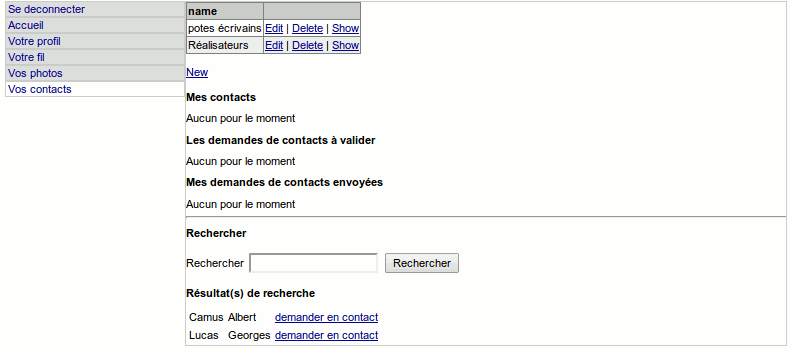 Se deconnecter
Accueil
Votre profil
Votre fil
Vos photos
Vos contacts
name
potes écrivains Edit | Delete | Show
Réalisateurs Edit | Delete | Show
New
Mes contacts
Aucun pour le moment
Les demandes de contacts à valider
Aucun pour le moment
Mes demandes de contacts envoyées
Aucun pour le moment
Rechercher
Rechercher Rechercher
Résultat(s) de recherche
Camus Albert demander en contact
Lucas Georges demander en contact